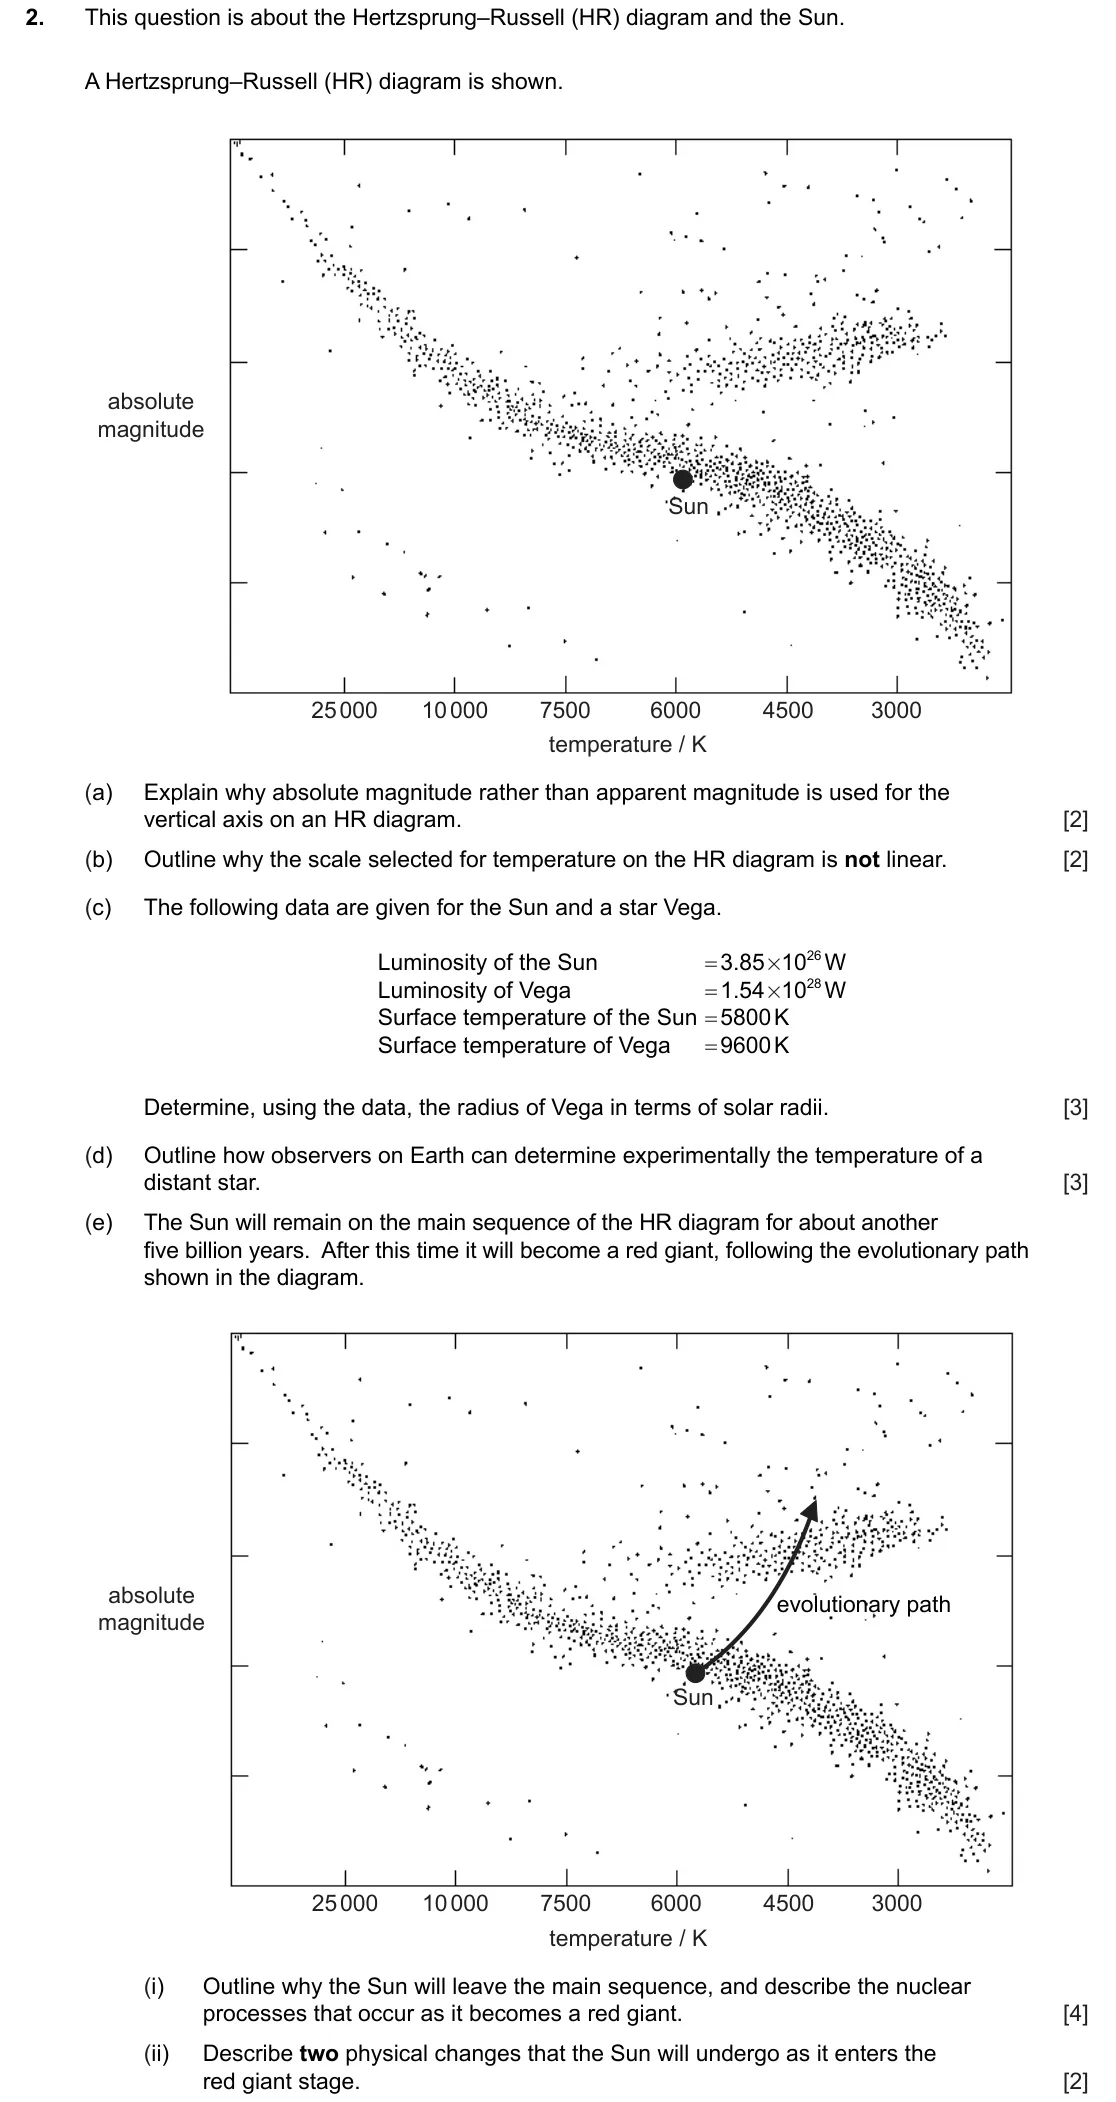 2. This question is about the Hertzsprung–Russell (HR) diagram and the Sun.
A Hertzsprung–Russell (HR) diagram is shown.
absolute
magnitude
Sun
25000 10000 7500 6000 4500 3000
temperature / K
(a) Explain why absolute magnitude rather than apparent magnitude is used for the
vertical axis on an HR diagram. [2]
(b) Outline why the scale selected for temperature on the HR diagram is not linear. [2]
(c) The following data are given for the Sun and a star Vega.
Luminosity of the Sun =3.85×10²⁶W
Luminosity of Vega =1.54×10²⁸W
Surface temperature of the Sun =5800K
Surface temperature of Vega =9600K
Determine, using the data, the radius of Vega in terms of solar radii. [3]
(d) Outline how observers on Earth can determine experimentally the temperature of a
distant star. [3]
(e) The Sun will remain on the main sequence of the HR diagram for about another
five billion years. After this time it will become a red giant, following the evolutionary path
shown in the diagram.
absolute
magnitude
evolutionary path
Sun
25000 10000 7500 6000 4500 3000
temperature / K
(i) Outline why the Sun will leave the main sequence, and describe the nuclear
processes that occur as it becomes a red giant. [4]
(ii) Describe two physical changes that the Sun will undergo as it enters the
red giant stage. [2]